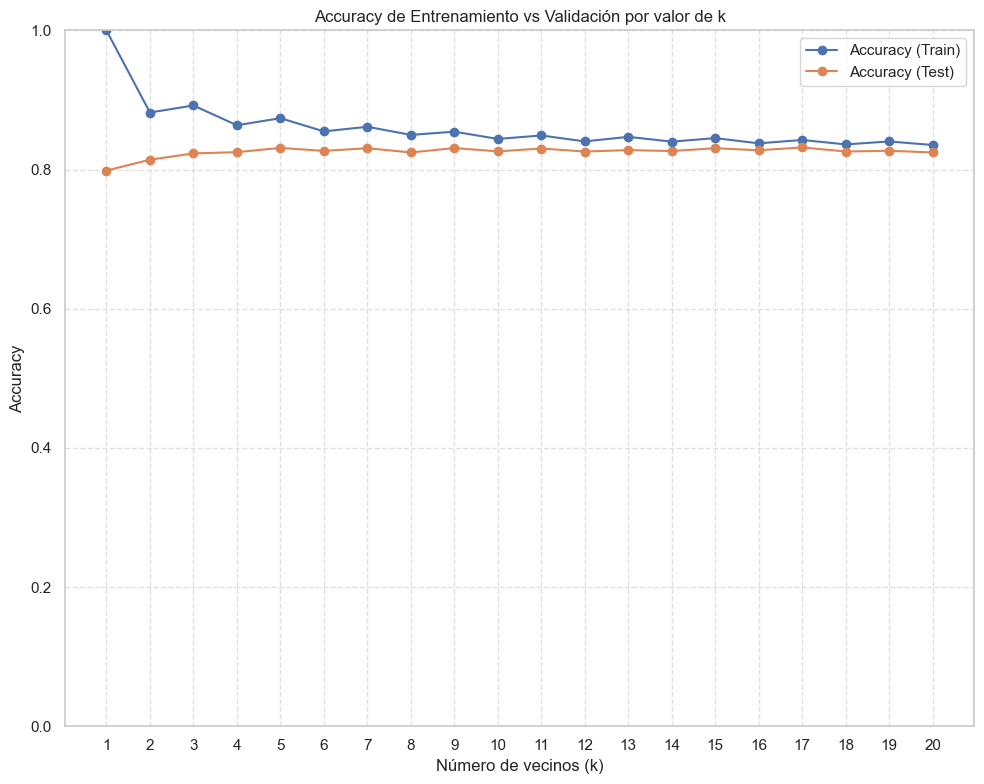 Accuracy de Entrenamiento vs Validación por valor de k
Accuracy (Train)
Accuracy (Test)
Accuracy
1.0
0.8
0.6
0.4
0.2
0.0
1 2 3 4 5 6 7 8 9 10 11 12 13 14 15 16 17 18 19 20
Número de vecinos (k)